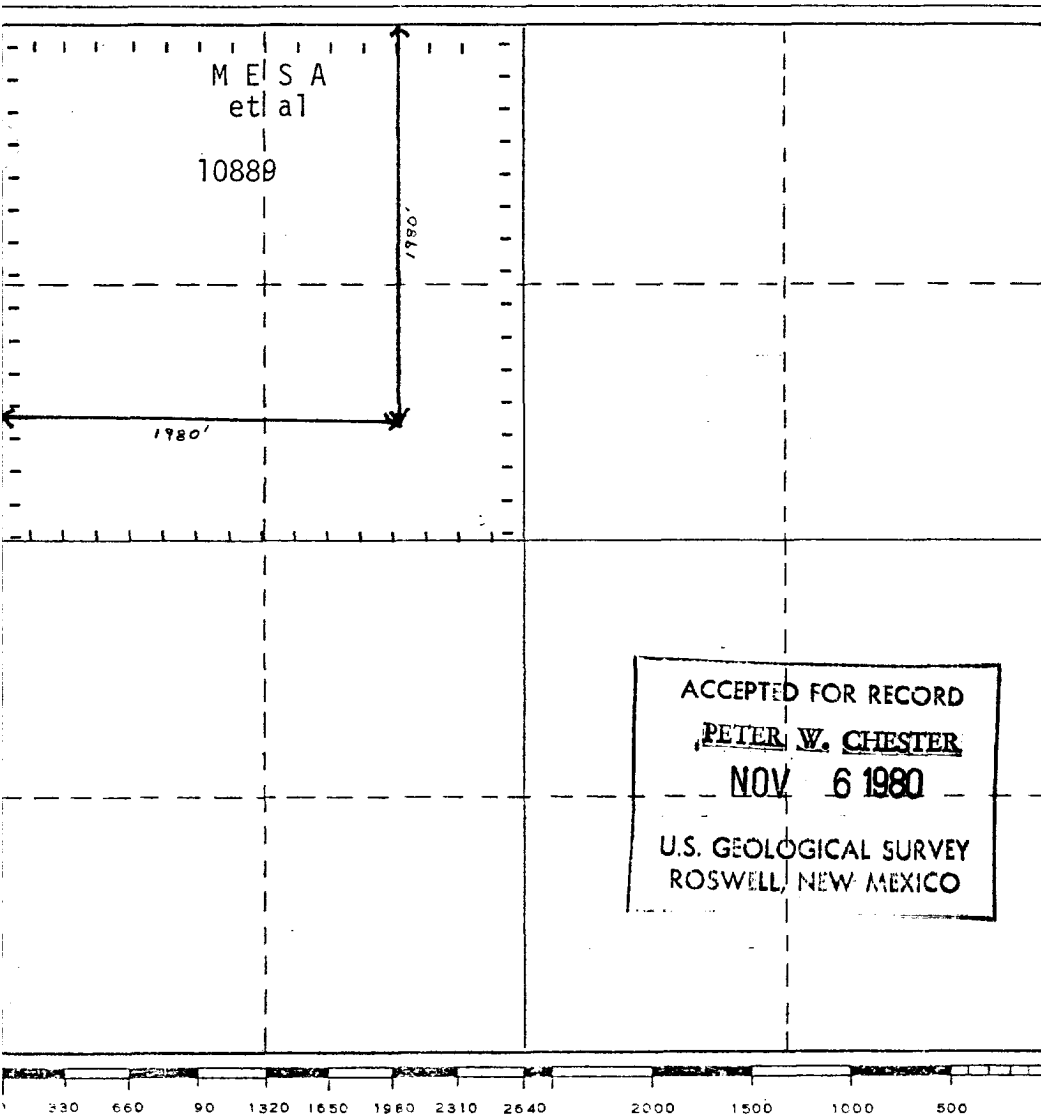 M E S A
et al
10889
1980'
1980'
ACCEPTED FOR RECORD
PETER W. CHESTER
NOV 6 1980
U.S. GEOLOGICAL SURVEY
ROSWELL, NEW MEXICO
330 660 90 1320 1650 1980 2310 2640 2000 1500 1000 500